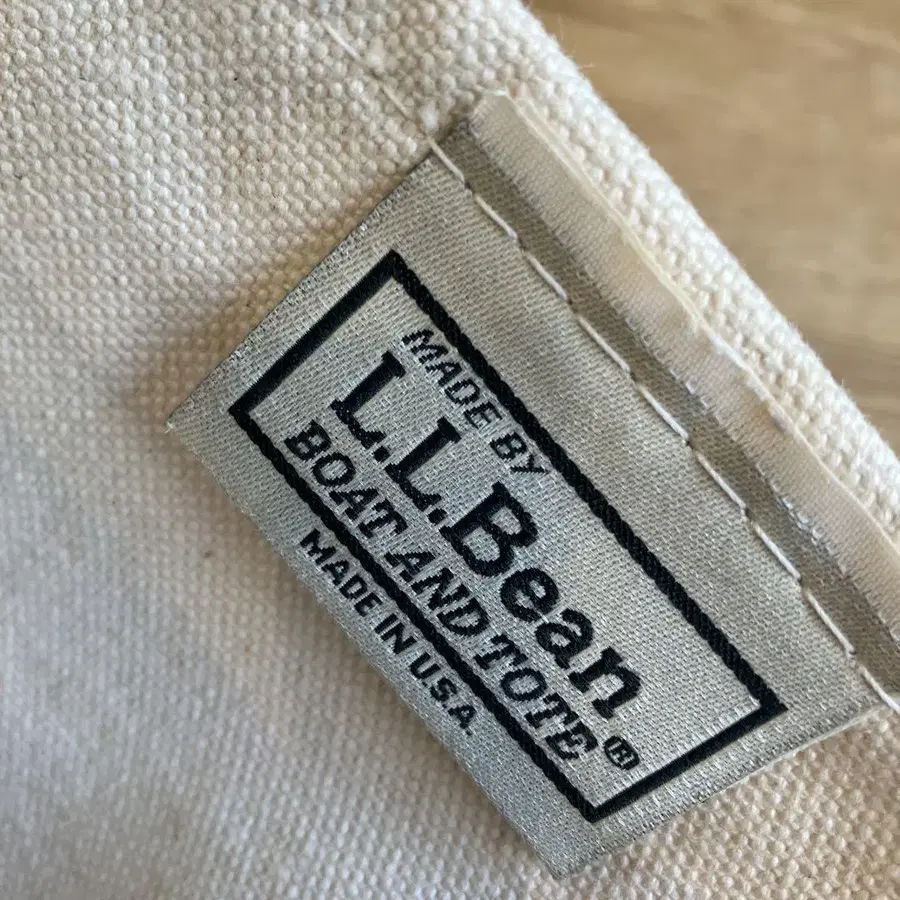 MADE BY
L.L.Bean
BOAT AND TOTE®
MADE IN U.S.A.